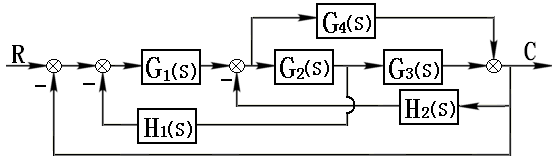 G₄(S)
R G₁(S) G₂(S) G₃(S) C
− − −
H₂(S)
H₁(S)